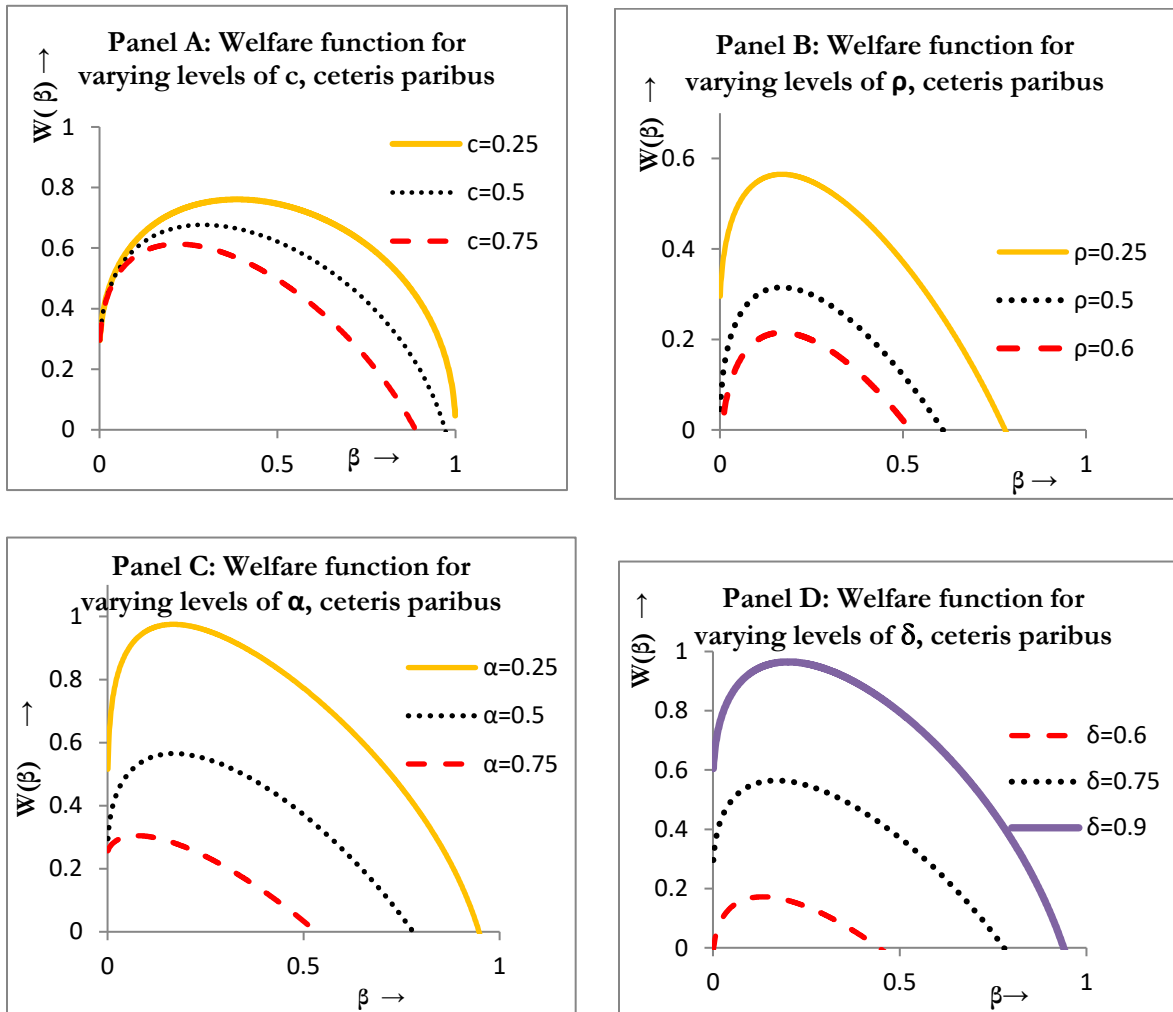 Panel A: Welfare function for
varying levels of c, ceteris paribus
W( β) →
1
0.8
0.6
0.4
0.2
0
0
0.5
1
β →
c=0.25
c=0.5
c=0.75
Panel B: Welfare function for
varying levels of ρ, ceteris paribus
W(β) →
0.6
0.4
0.2
0
0
0.5
1
β →
ρ=0.25
ρ=0.5
ρ=0.6
Panel C: Welfare function for
varying levels of α, ceteris paribus
W(β) →
1
0.8
0.6
0.4
0.2
0
0
0.5
1
β →
α=0.25
α=0.5
α=0.75
Panel D: Welfare function for
varying levels of δ, ceteris paribus
W(β) →
1
0.8
0.6
0.4
0.2
0
0
0.5
1
β→
δ=0.6
δ=0.75
δ=0.9